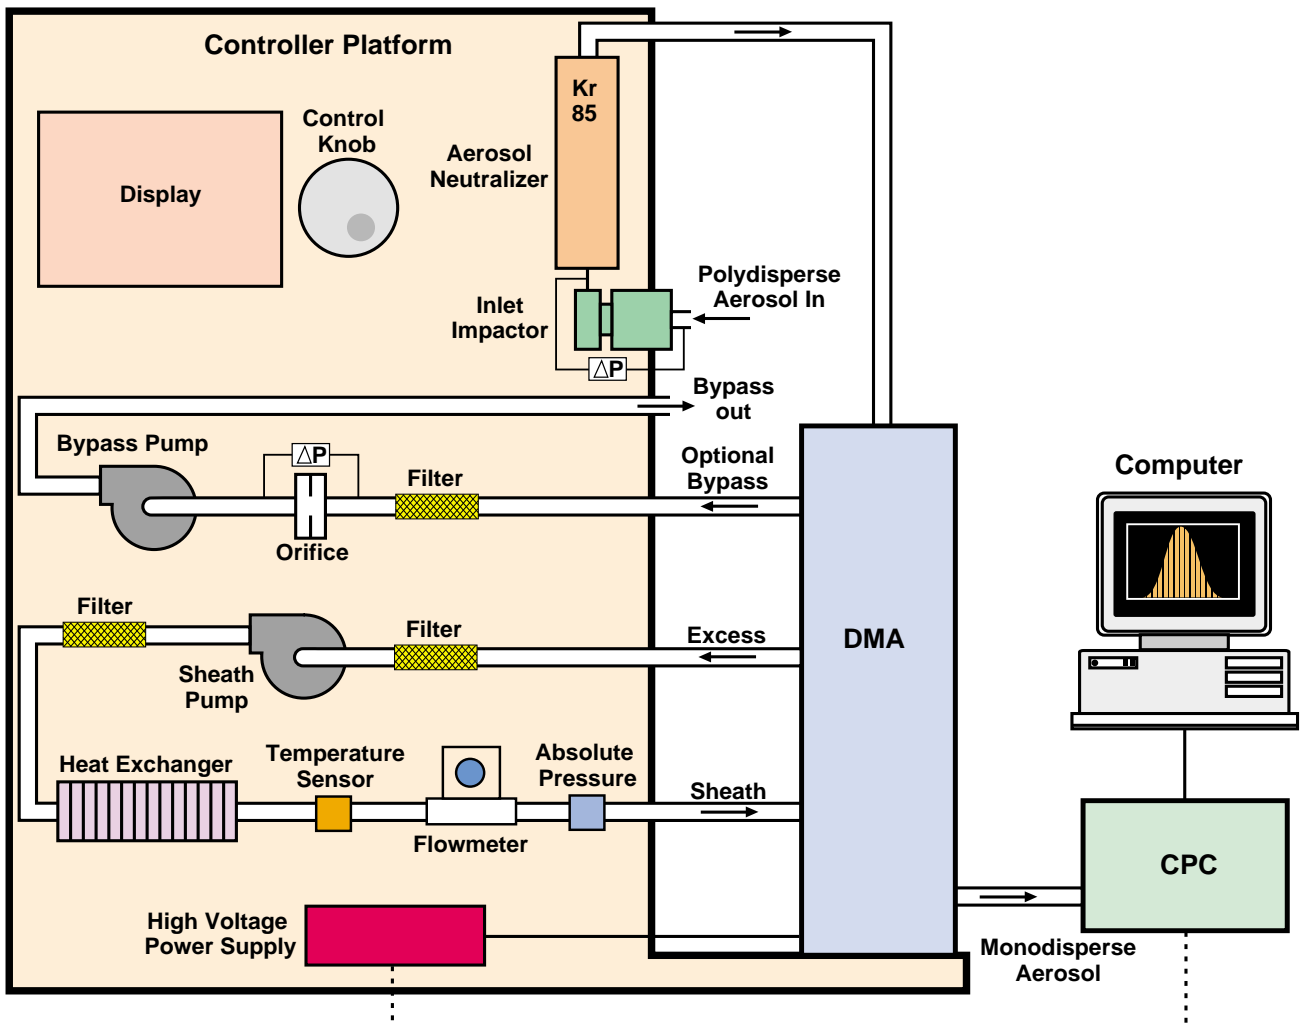 Controller Platform
Kr
85
Control
Knob
Aerosol
Neutralizer
Display
Polydisperse
Aerosol In
Inlet
Impactor
ΔP
Bypass
out
Bypass Pump
ΔP
Filter
Optional
Bypass
Orifice
Computer
Filter
Filter
Excess
DMA
Sheath
Pump
Heat Exchanger
Temperature
Sensor
Absolute
Pressure
Sheath
Flowmeter
CPC
High Voltage
Power Supply
Monodisperse
Aerosol